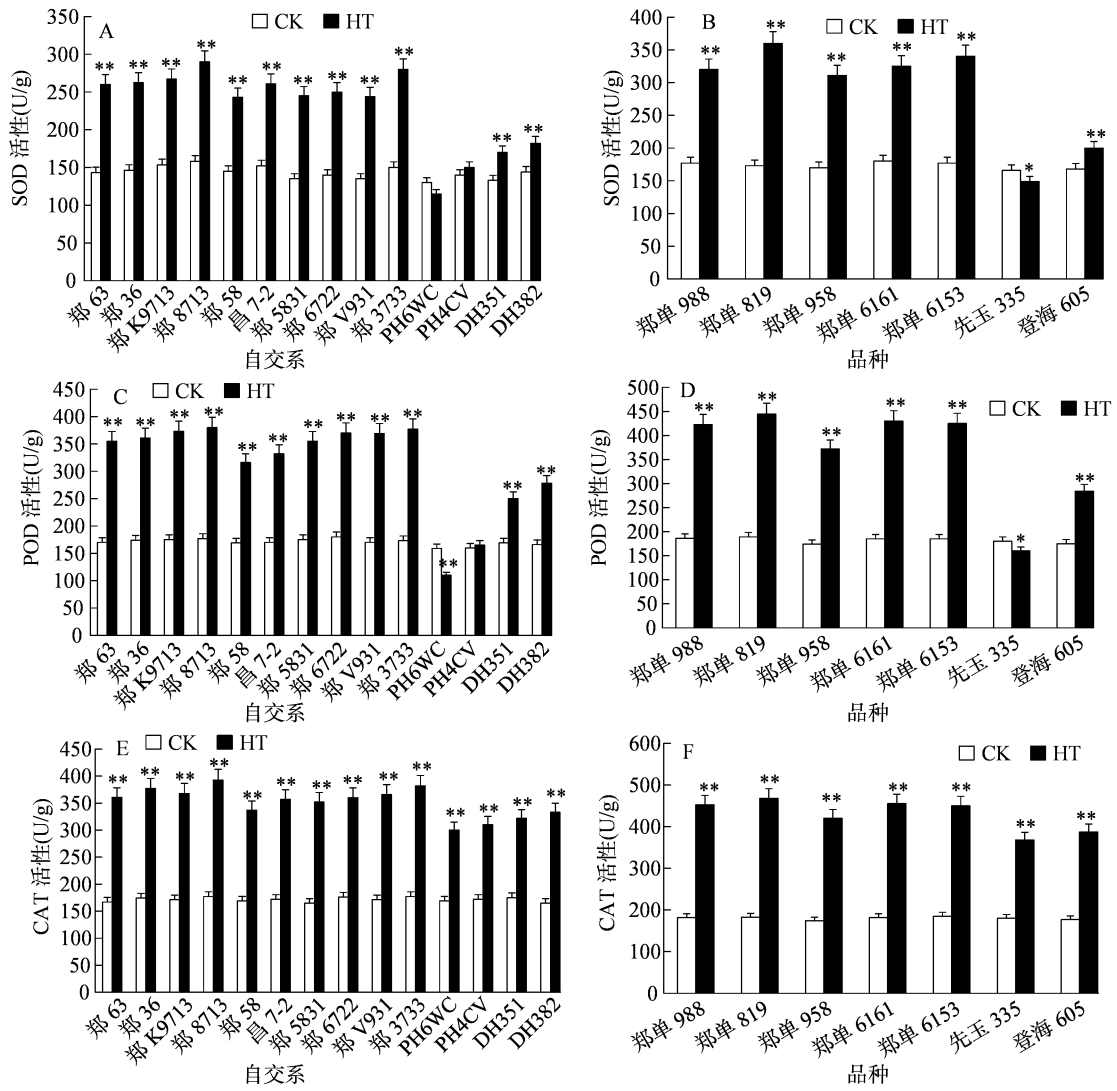 A
CK HT
SOD 活性(U/g)
350
300
250
200
150
100
50
0
** ** ** ** ** ** ** ** ** ** ** **
郑 63 郑 36 郑 K9713 郑 8713 郑 58 昌 7-2 郑 5831 郑 6722 郑 V931 郑 3733 PH6WC PH4CV DH351 DH382
自交系
B
CK HT
SOD 活性(U/g)
400
350
300
250
200
150
100
50
0
** ** ** ** ** * **
郑单 988 郑单 819 郑单 958 郑单 6161 郑单 6153 先玉 335 登海 605
品种
C
CK HT
POD 活性(U/g)
450
400
350
300
250
200
150
100
50
0
** ** ** ** ** ** ** ** ** ** ** ** **
郑 63 郑 36 郑 K9713 郑 8713 郑 58 昌 7-2 郑 5831 郑 6722 郑 V931 郑 3733 PH6WC PH4CV DH351 DH382
自交系
D
CK HT
POD 活性(U/g)
500
450
400
350
300
250
200
150
100
50
0
** ** ** ** ** * **
郑单 988 郑单 819 郑单 958 郑单 6161 郑单 6153 先玉 335 登海 605
品种
E
CK HT
CAT 活性(U/g)
450
400
350
300
250
200
150
100
50
0
** ** ** ** ** ** ** ** ** ** ** ** ** **
郑 63 郑 36 郑 K9713 郑 8713 郑 58 昌 7-2 郑 5831 郑 6722 郑 V931 郑 3733 PH6WC PH4CV DH351 DH382
自交系
F
CK HT
CAT 活性(U/g)
600
500
400
300
200
100
0
** ** ** ** ** ** **
郑单 988 郑单 819 郑单 958 郑单 6161 郑单 6153 先玉 335 登海 605
品种